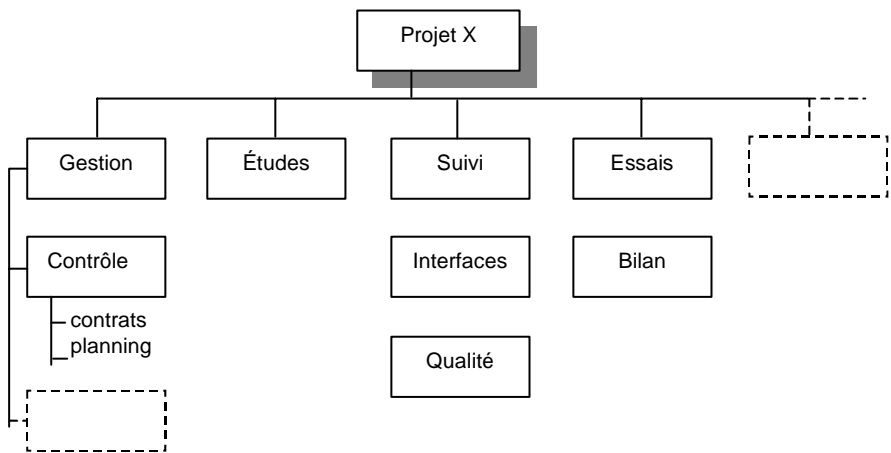 Projet X
Gestion
Études
Suivi
Essais
Contrôle
Interfaces
Bilan
contrats
planning
Qualité